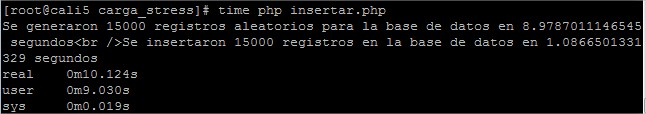 [root@cali5 carga_stress]# time php insertar.php
Se generaron 15000 registros aleatorios para la base de datos en 8.9787011146545
 segundos<br />Se insertaron 15000 registros en la base de datos en 1.0866501331
329 segundos
real    0m10.124s
user    0m9.030s
sys     0m0.019s